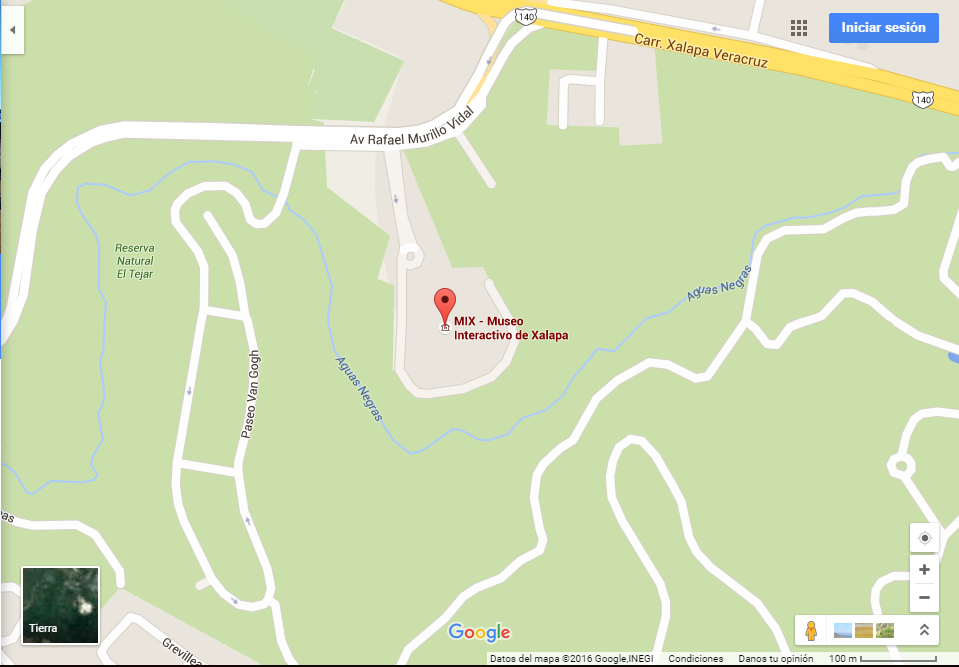 140
Carr. Xalapa Veracruz
Iniciar sesión
140
Av Rafael Murillo Vidal
Reserva
Natural
El Tejar
Aguas Negras
MIX - Museo
Interactivo de Xalapa
Aguas Negras
Paseo Van Gogh
as
Grevilleas
Tierra
Google
Datos del mapa ©2016 Google,INEGI Condiciones Danos tu opinión 100 m